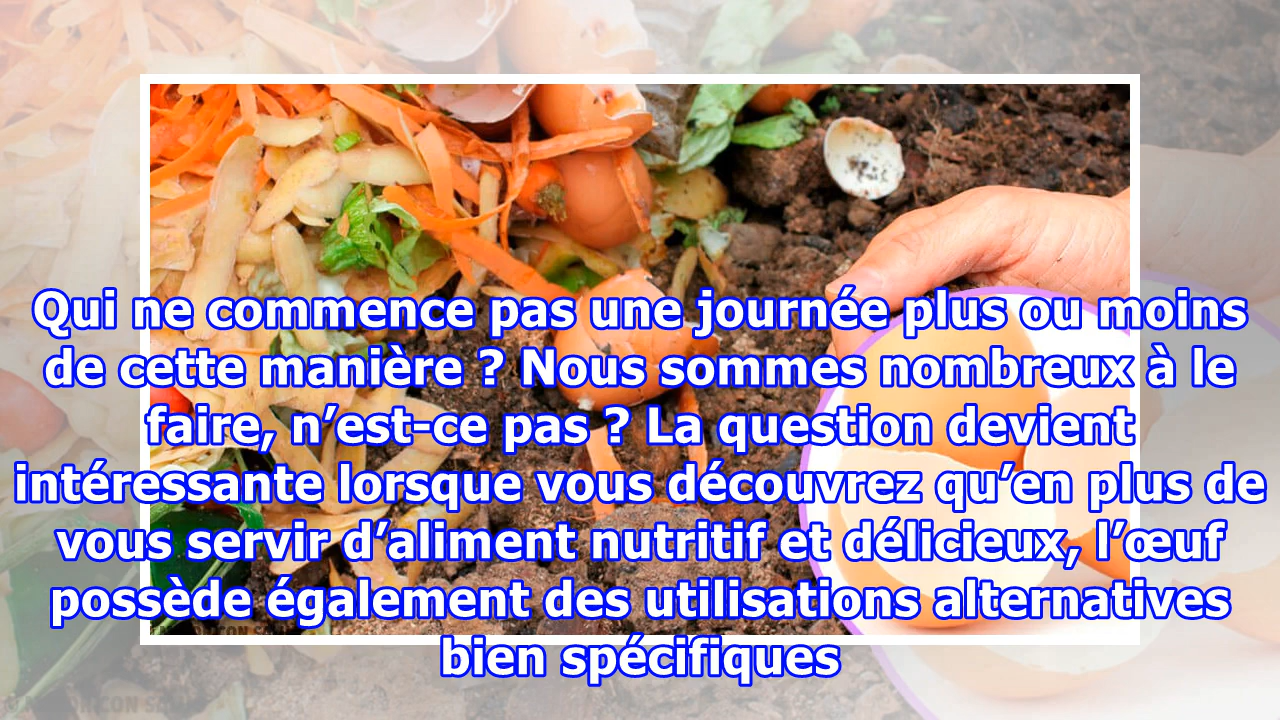 Qui ne commence pas une journée plus ou moins
de cette manière ? Nous sommes nombreux à le
faire, n’est-ce pas ? La question devient
intéressante lorsque vous découvrez qu’en plus de
vous servir d’aliment nutritif et délicieux, l’œuf
possède également des utilisations alternatives
bien spécifiques